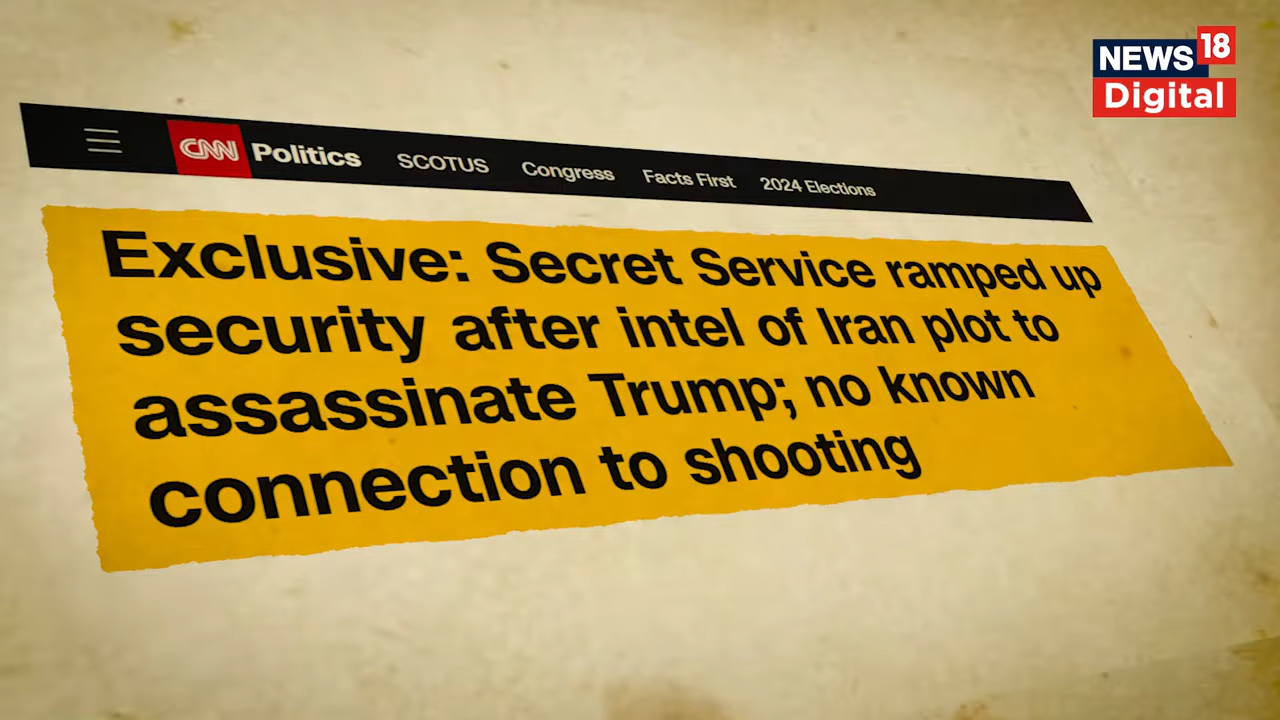 NEWS 18
Digital
CNN Politics SCOTUS Congress Facts First 2024 Elections
Exclusive: Secret Service ramped up
security after intel of Iran plot to
assassinate Trump; no known
connection to shooting